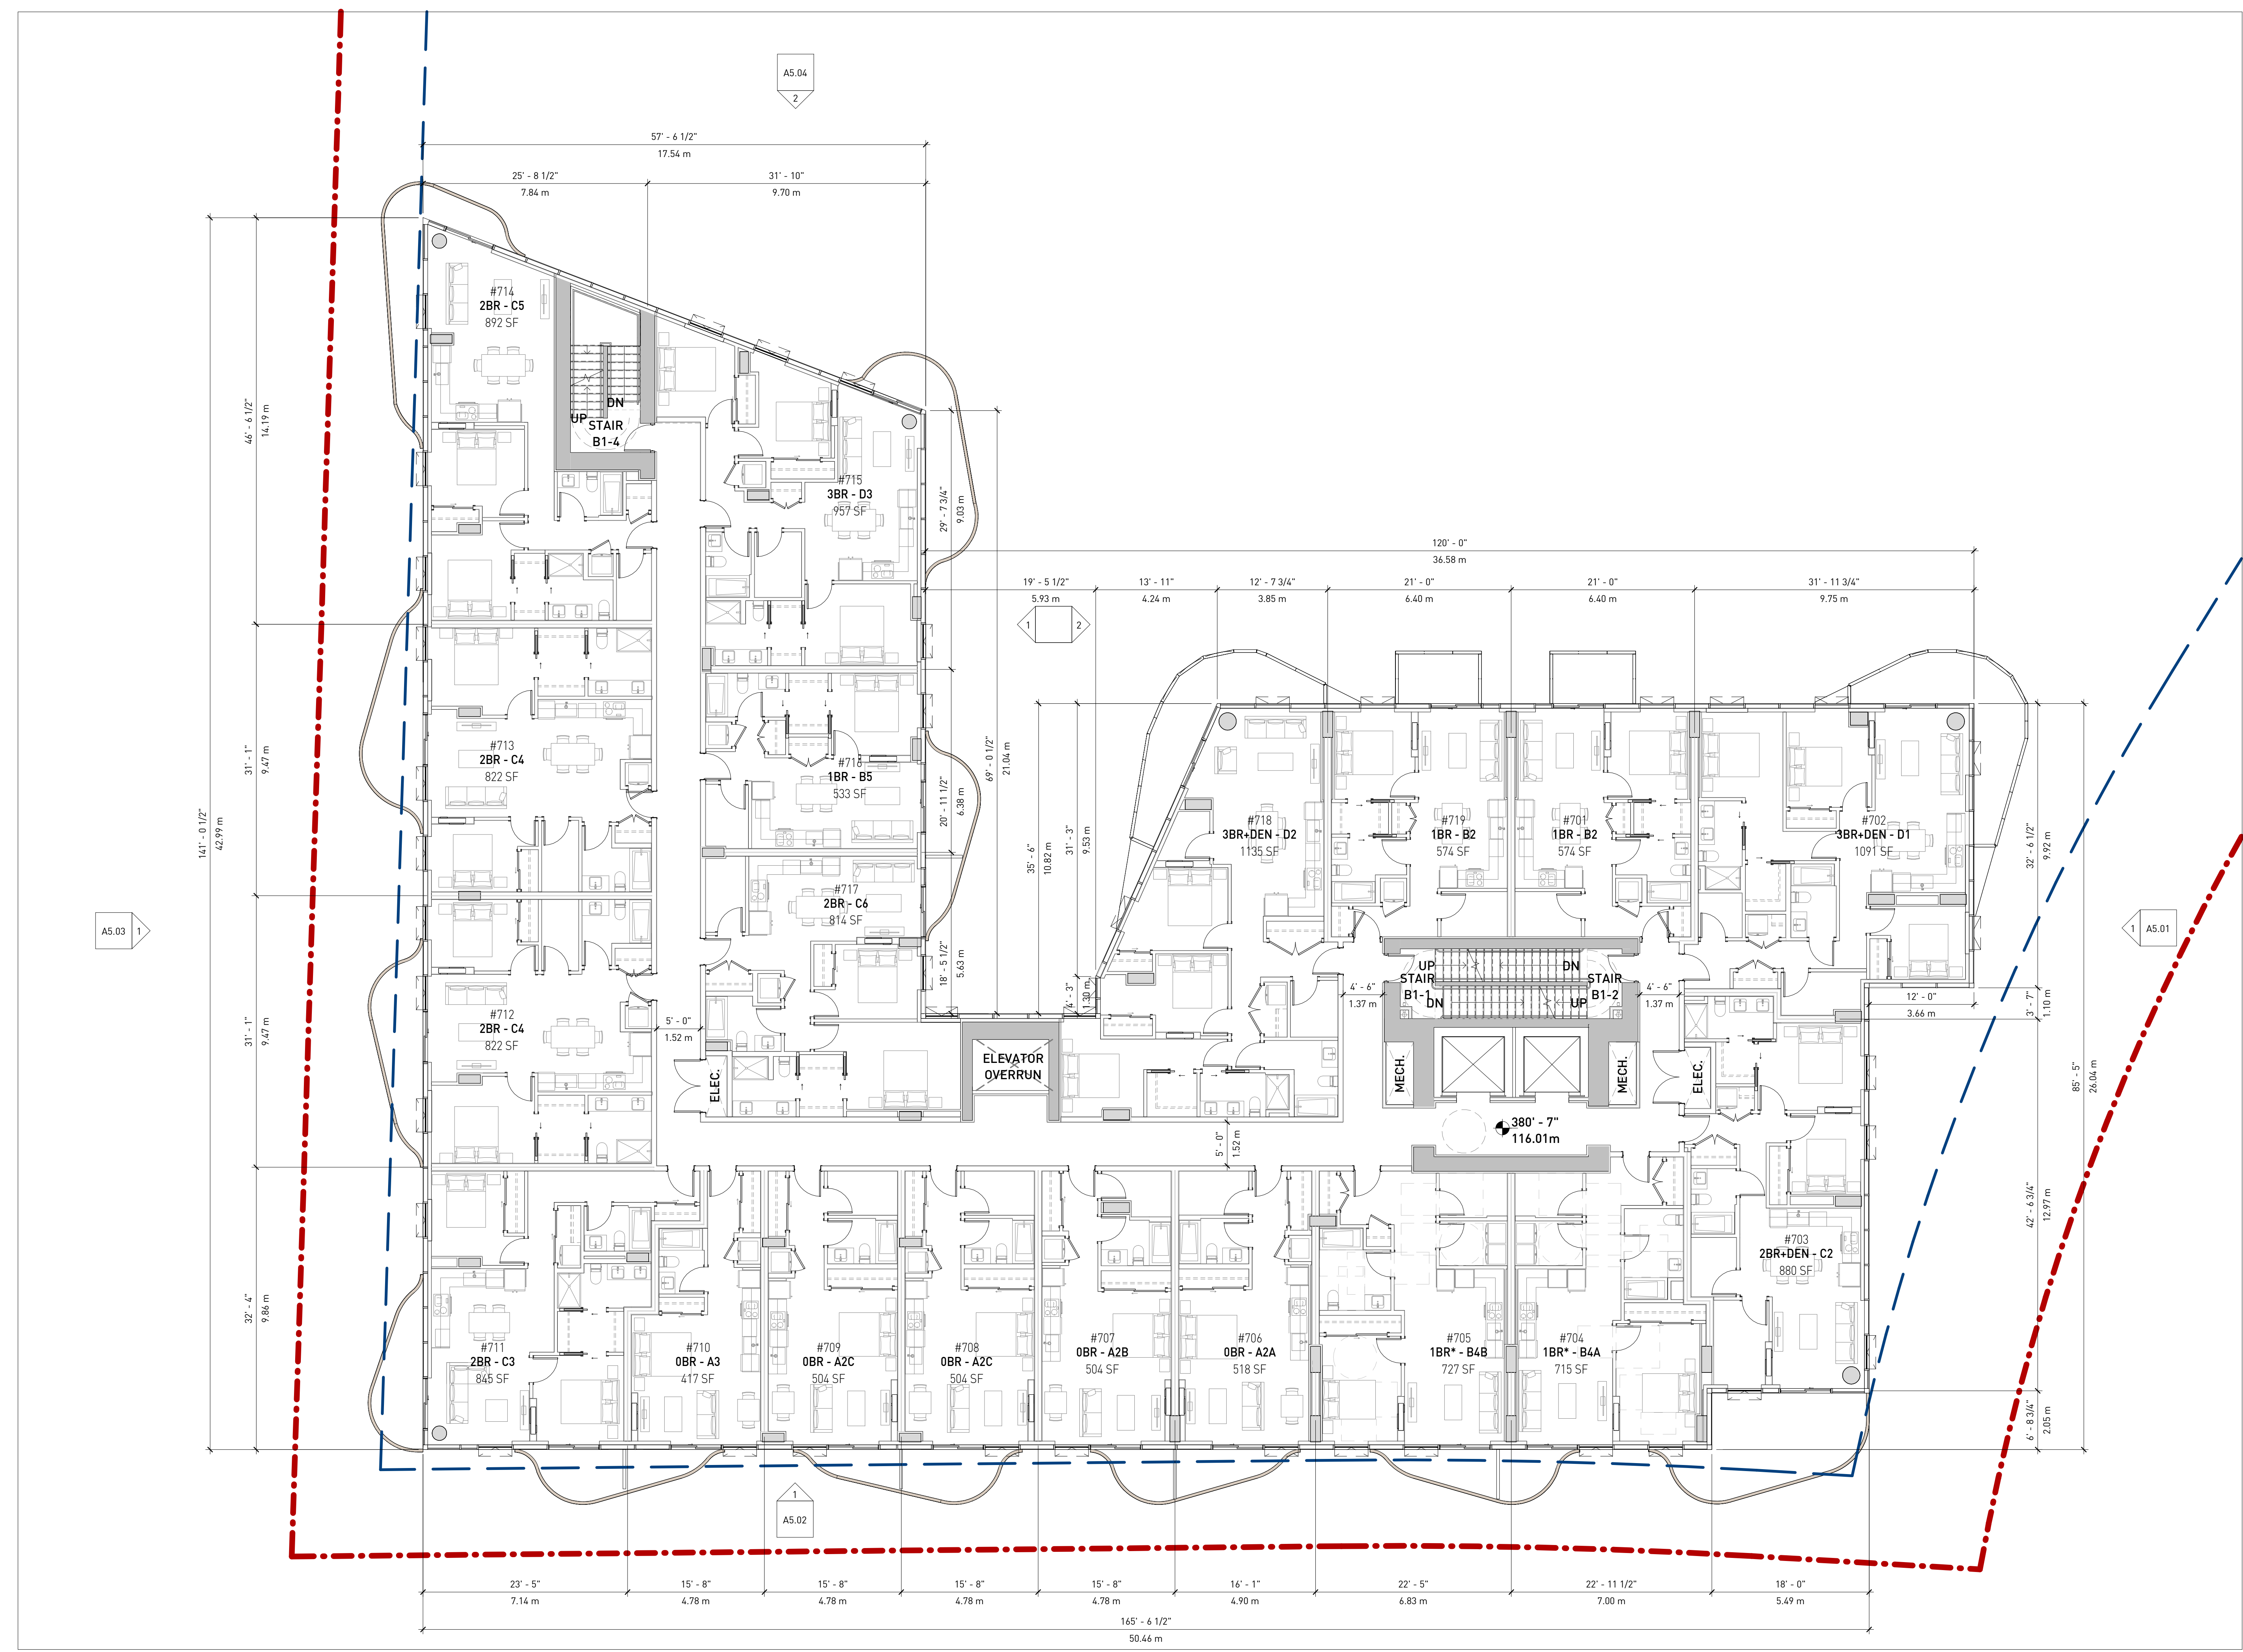 A5.04
2
57' - 6 1/2"
17.54 m
25' - 8 1/2"
7.84 m
31' - 10"
9.70 m
#714
2BR - C5
892 SF
DN
UP
STAIR
B1-4
#715
3BR - D3
957 SF
46' - 6 1/2"
14.19 m
29' - 7 3/4"
9.03 m
120' - 0"
36.58 m
19' - 5 1/2"
5.93 m
13' - 11"
4.24 m
12' - 7 3/4"
3.85 m
21' - 0"
6.40 m
21' - 0"
6.40 m
31' - 11 3/4"
9.75 m
1
2
#713
2BR - C4
822 SF
31' - 1"
9.47 m
#716
1BR - B5
533 SF
20' - 11 1/2"
6.38 m
69' - 0 1/2"
21.04 m
141' - 0 1/2"
42.99 m
35' - 6"
10.82 m
31' - 3"
9.53 m
#718
3BR+DEN - D2
1135 SF
#719
1BR - B2
574 SF
#701
1BR - B2
574 SF
#702
3BR+DEN - D1
1091 SF
32' - 6 1/2"
9.92 m
#717
2BR - C6
814 SF
18' - 5 1/2"
5.63 m
A5.03
1
1
A5.01
4' - 3"
1.30 m
UP
STAIR
B1-1
DN
DN
STAIR
B1-2
UP
4' - 6"
1.37 m
4' - 6"
1.37 m
12' - 0"
3.66 m
3' - 7"
1.10 m
#712
2BR - C4
822 SF
31' - 1"
9.47 m
5' - 0"
1.52 m
ELEVATOR
OVERRUN
ELEC.
MECH.
MECH.
ELEC.
85' - 5"
26.04 m
380' - 7"
116.01m
5' - 0"
1.52 m
42' - 6 3/4"
12.97 m
#703
2BR+DEN - C2
880 SF
32' - 4"
9.86 m
#711
2BR - C3
845 SF
#710
0BR - A3
417 SF
#709
0BR - A2C
504 SF
#708
0BR - A2C
504 SF
#707
0BR - A2B
504 SF
#706
0BR - A2A
518 SF
#705
1BR* - B4B
727 SF
#704
1BR* - B4A
715 SF
6' - 8 3/4"
2.05 m
1
A5.02
23' - 5"
7.14 m
15' - 8"
4.78 m
15' - 8"
4.78 m
15' - 8"
4.78 m
15' - 8"
4.78 m
16' - 1"
4.90 m
22' - 5"
6.83 m
22' - 11 1/2"
7.00 m
18' - 0"
5.49 m
165' - 6 1/2"
50.46 m